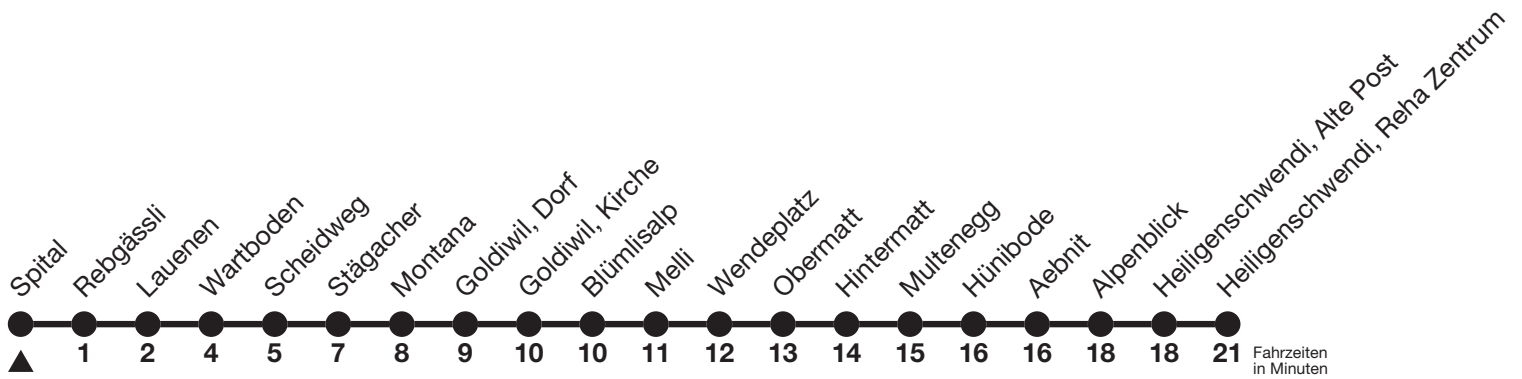 Spital
Rebgässli
Lauenen
Wartboden
Scheidweg
Stägacher
Montana
Goldiwil, Dorf
Goldiwil, Kirche
Blümlisalp
Melli
Wendeplatz
Obermatt
Hintermatt
Multenegg
Hünibode
Aebnit
Alpenblick
Heiligenschwendi, Alte Post
Heiligenschwendi, Reha Zentrum
1 2 4 5 7 8 9 10 10 11 12 13 14 15 16 16 18 18 21
Fahrzeiten
in Minuten